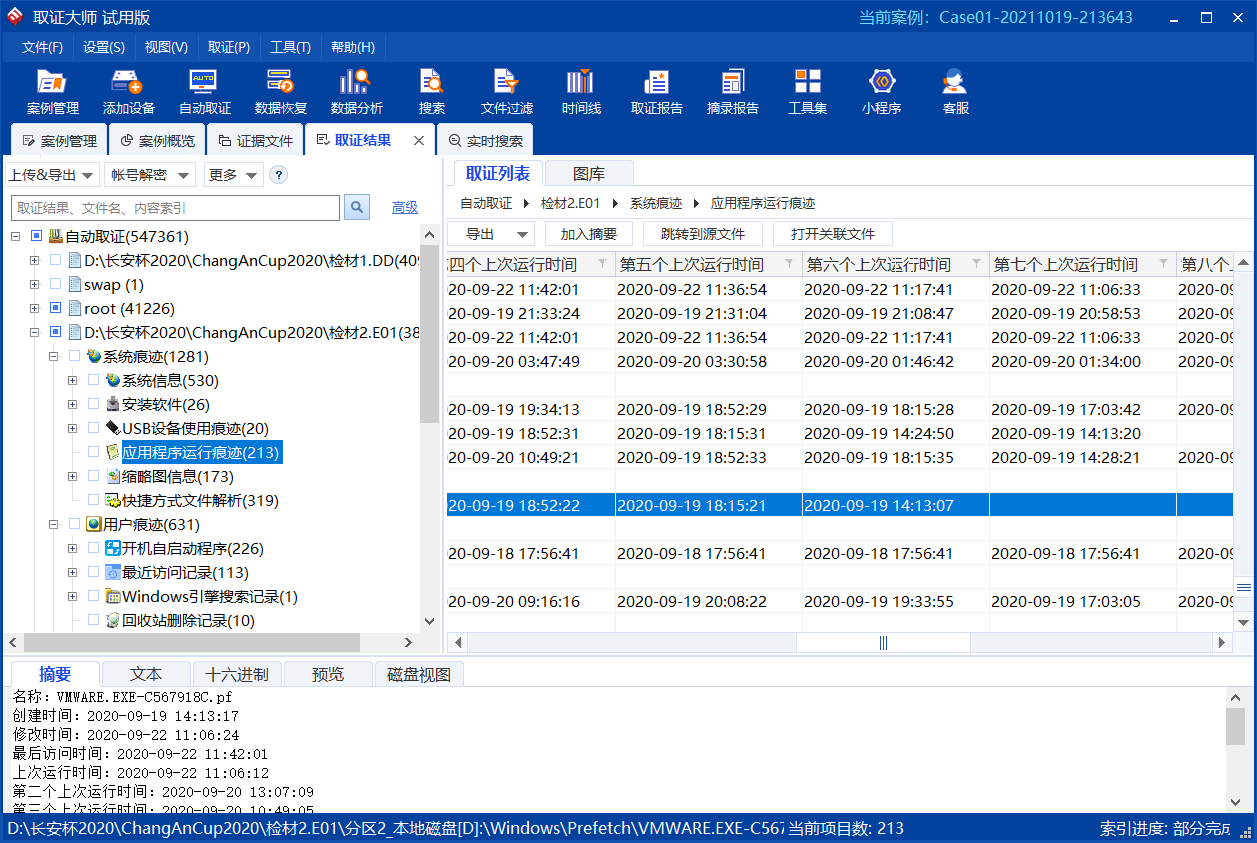 取证大师 试用版
当前案例：Case01-20211019-213643
文件(F) 设置(S) 视图(V) 取证(P) 工具(T) 帮助(H)
AUTO
案例管理 添加设备 自动取证 数据恢复 数据分析 搜索 文件过滤 时间线 取证报告 摘录报告 工具集 小程序 客服
案例管理 案例概览 证据文件 取证结果 实时搜索
上传&导出 帐号解密 更多 ?
取证结果、文件名、内容索引 高级
自动取证(547361)
D:\长安杯2020\ChangAnCup2020\检材1.DD(409
swap (1)
root (41226)
D:\长安杯2020\ChangAnCup2020\检材2.E01(38
系统痕迹(1281)
系统信息(530)
安装软件(26)
USB设备使用痕迹(20)
应用程序运行痕迹(213)
缩略图信息(173)
快捷方式文件解析(319)
用户痕迹(631)
开机自启动程序(226)
最近访问记录(113)
Windows引擎搜索记录(1)
回收站删除记录(10)
取证列表 图库
自动取证 检材2.E01 系统痕迹 应用程序运行痕迹
导出 加入摘要 跳转到源文件 打开关联文件
四个上次运行时间 第五个上次运行时间 第六个上次运行时间 第七个上次运行时间 第八个
20-09-22 11:42:01 2020-09-22 11:36:54 2020-09-22 11:17:41 2020-09-22 11:06:33 2020-09
20-09-19 21:33:24 2020-09-19 21:31:04 2020-09-19 21:08:47 2020-09-19 20:58:53 2020-09
20-09-22 11:42:01 2020-09-22 11:36:54 2020-09-22 11:17:41 2020-09-22 11:06:33 2020-09
20-09-20 03:47:49 2020-09-20 03:30:58 2020-09-20 01:46:42 2020-09-20 01:34:00 2020-09
20-09-19 19:34:13 2020-09-19 18:52:29 2020-09-19 18:15:28 2020-09-19 17:03:42 2020-09
20-09-19 18:52:31 2020-09-19 18:15:31 2020-09-19 14:24:50 2020-09-19 14:13:20
20-09-20 10:49:21 2020-09-19 18:52:33 2020-09-19 18:15:35 2020-09-19 14:28:21 2020-09
20-09-19 18:52:22 2020-09-19 18:15:21 2020-09-19 14:13:07
20-09-18 17:56:41 2020-09-18 17:56:41 2020-09-18 17:56:41 2020-09-18 17:56:41 2020-09
20-09-20 09:16:16 2020-09-19 20:08:22 2020-09-19 19:33:55 2020-09-19 17:03:05 2020-09
摘要 文本 十六进制 预览 磁盘视图
名称：VMWARE.EXE-C567918C.pf
创建时间：2020-09-19 14:13:17
修改时间：2020-09-22 11:06:24
最后访问时间：2020-09-22 11:42:01
上次运行时间：2020-09-22 11:06:12
第二个上次运行时间：2020-09-20 13:07:09
第三个上次运行时间：2020-09-20 10:49:05
D:\长安杯2020\ChangAnCup2020\检材2.E01\分区2_本地磁盘[D]:\Windows\Prefetch\VMWARE.EXE-C567 当前项目数: 213 索引进度: 部分完成